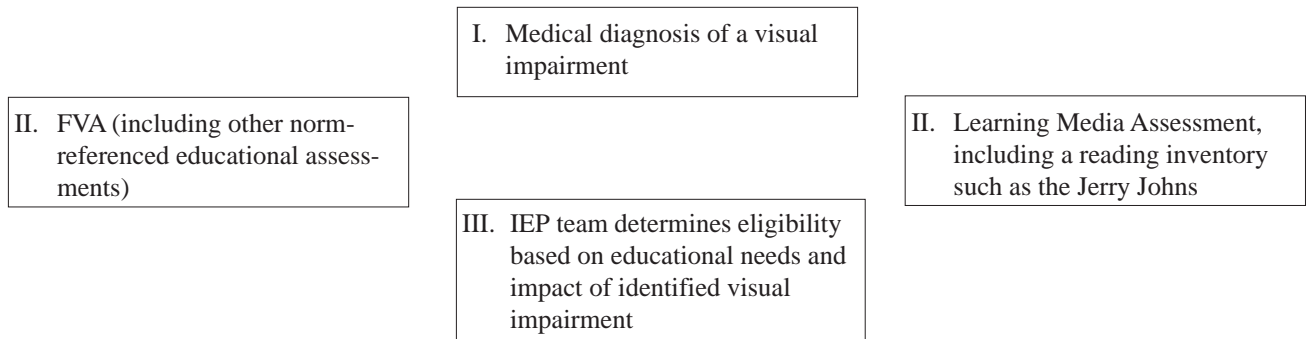 I. Medical diagnosis of a visual
impairment
II. FVA (including other norm-
referenced educational assess-
ments)
II. Learning Media Assessment,
including a reading inventory
such as the Jerry Johns
III. IEP team determines eligibility
based on educational needs and
impact of identified visual
impairment